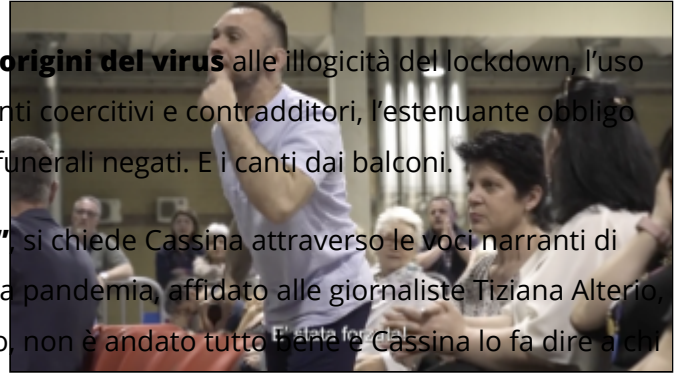 origini del virus alle illogicità del lockdown, l’uso
nti coercitivi e contradditori, l’estenuante obbligo
funerali negati. E i canti dai balconi.
”, si chiede Cassina attraverso le voci narranti di
a pandemia, affidato alle giornaliste Tiziana Alterio,
o, non è andato tutto bene e Cassina lo fa dire a chi
E' stata